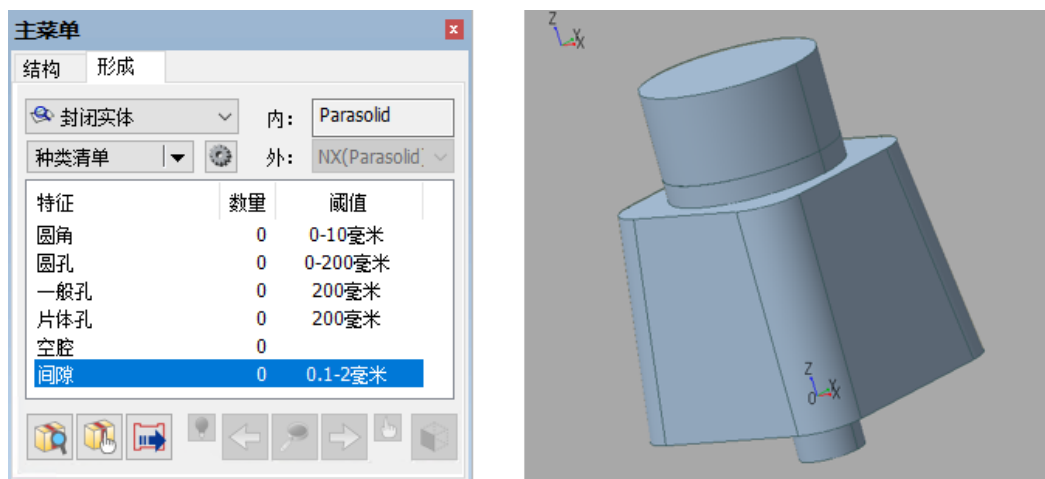 主菜单
结构 形成
封闭实体 内： Parasolid
种类清单 外： NX(Parasolid)
特征 数量 阈值
圆角 0 0-10毫米
圆孔 0 0-200毫米
一般孔 0 200毫米
片体孔 0 200毫米
空腔 0
间隙 0 0.1-2毫米
Z
Y
X
Z
Y
X
0